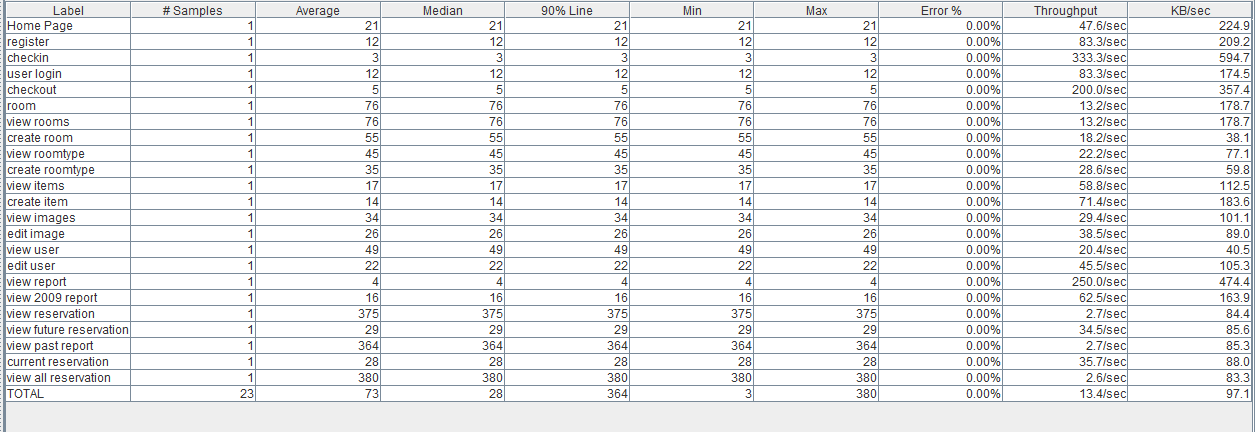 Label # Samples Average Median 90% Line Min Max Error % Throughput KB/sec
Home Page 1 21 21 21 21 21 0.00% 47.6/sec 224.9
register 1 12 12 12 12 12 0.00% 83.3/sec 209.2
checkin 1 3 3 3 3 3 0.00% 333.3/sec 594.7
user login 1 12 12 12 12 12 0.00% 83.3/sec 174.5
checkout 1 5 5 5 5 5 0.00% 200.0/sec 357.4
room 1 76 76 76 76 76 0.00% 13.2/sec 178.7
view rooms 1 76 76 76 76 76 0.00% 13.2/sec 178.7
create room 1 55 55 55 55 55 0.00% 18.2/sec 38.1
view roomtype 1 45 45 45 45 45 0.00% 22.2/sec 77.1
create roomtype 1 35 35 35 35 35 0.00% 28.6/sec 59.8
view items 1 17 17 17 17 17 0.00% 58.8/sec 112.5
create item 1 14 14 14 14 14 0.00% 71.4/sec 183.6
view images 1 34 34 34 34 34 0.00% 29.4/sec 101.1
edit image 1 26 26 26 26 26 0.00% 38.5/sec 89.0
view user 1 49 49 49 49 49 0.00% 20.4/sec 40.5
edit user 1 22 22 22 22 22 0.00% 45.5/sec 105.3
view report 1 4 4 4 4 4 0.00% 250.0/sec 474.4
view 2009 report 1 16 16 16 16 16 0.00% 62.5/sec 163.9
view reservation 1 375 375 375 375 375 0.00% 2.7/sec 84.4
view future reservation 1 29 29 29 29 29 0.00% 34.5/sec 85.6
view past report 1 364 364 364 364 364 0.00% 2.7/sec 85.3
current reservation 1 28 28 28 28 28 0.00% 35.7/sec 88.0
view all reservation 1 380 380 380 380 380 0.00% 2.6/sec 83.3
TOTAL 23 73 28 364 3 380 0.00% 13.4/sec 97.1